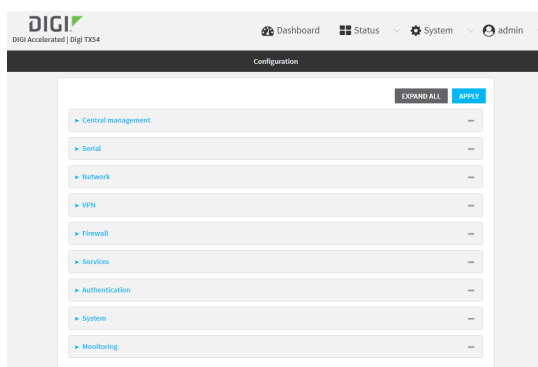 DIGI
DIGI Accelerated | Digi TX54
Dashboard Status System admin
Configuration
EXPAND ALL APPLY
Central management
Serial
Network
VPN
Firewall
Services
Authentication
System
Monitoring